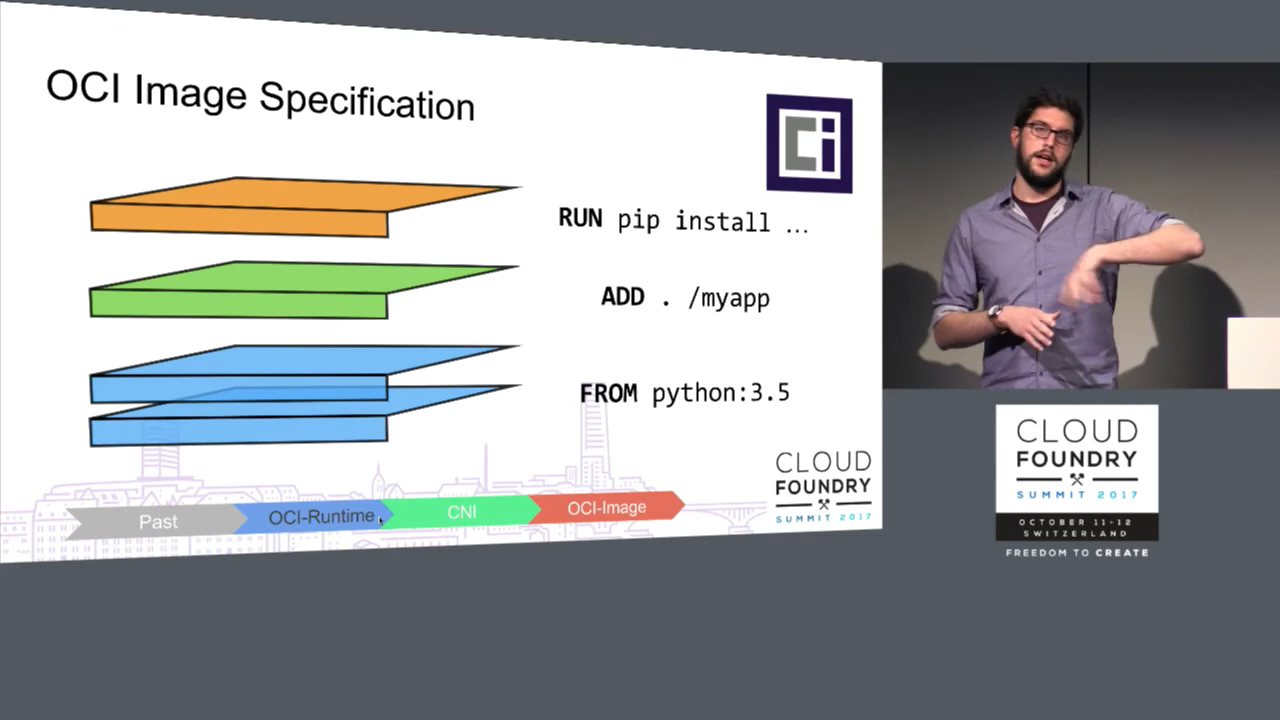 OCI Image Specification
Ci
RUN pip install ...
ADD . /myapp
FROM python:3.5
CLOUD
FOUNDRY
SUMMIT 2017
Past
OCI-Runtime
CNI
OCI-Image
CLOUD
FOUNDRY
SUMMIT 2017
OCTOBER 11-12
SWITZERLAND
FREEDOM TO CREATE